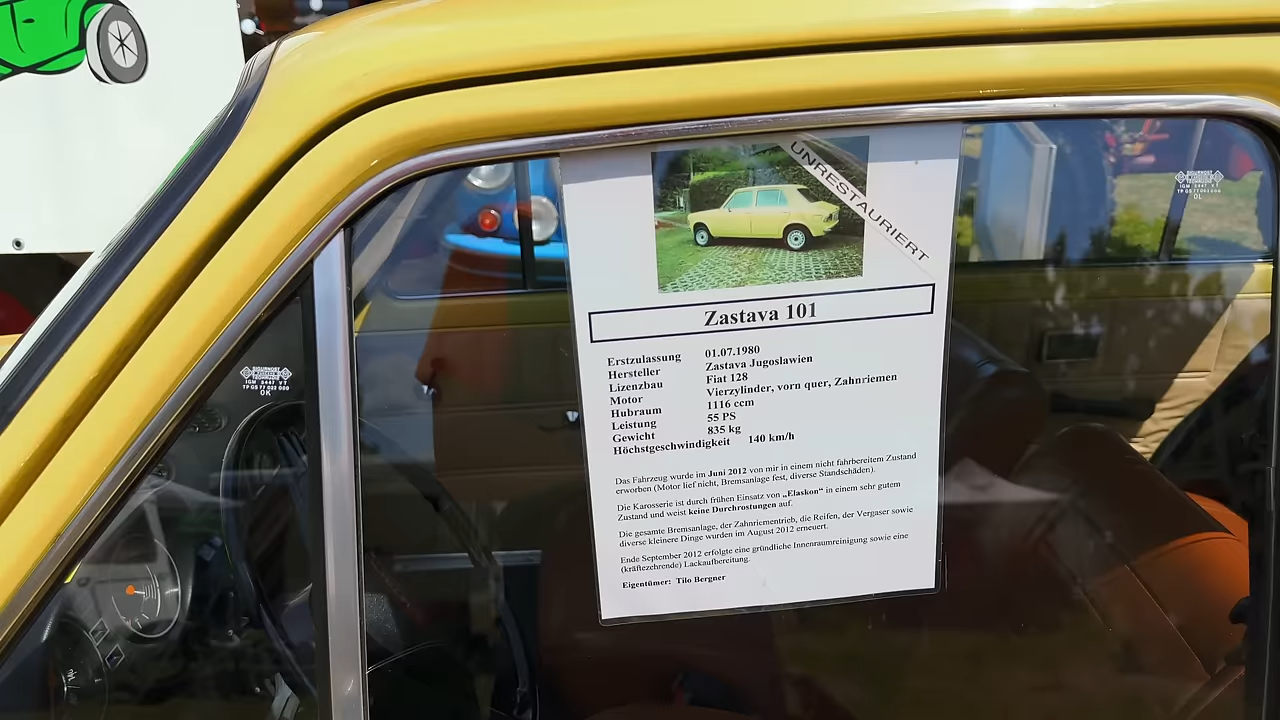 UNRESTAURIERT
Zastava 101
Erstzulassung 01.07.1980
Hersteller Zastava Jugoslawien
Lizenzbau Fiat 128
Motor Vierzylinder, vorn quer, Zahnriemen
Hubraum 1116 ccm
Leistung 55 PS
Gewicht 835 kg
Höchstgeschwindigkeit 140 km/h
Das Fahrzeug wurde im Juni 2012 von mir in einem nicht fahrbereitem Zustand
erworben (Motor lief nicht, Bremsanlage fest, diverse Standschäden).
Die Karosserie ist durch frühen Einsatz von „Elaskon“ in einem sehr gutem
Zustand und weist keine Durchrostungen auf.
Die gesamte Bremsanlage, der Zahnriementrieb, die Reifen, der Vergaser sowie
diverse kleinere Dinge wurden im August 2012 erneuert.
Ende September 2012 erfolgte eine gründliche Innenraumreinigung sowie eine
(kräftezehrende) Lackaufbereitung.
Eigentümer: Tilo Bergner
SIGURNOST